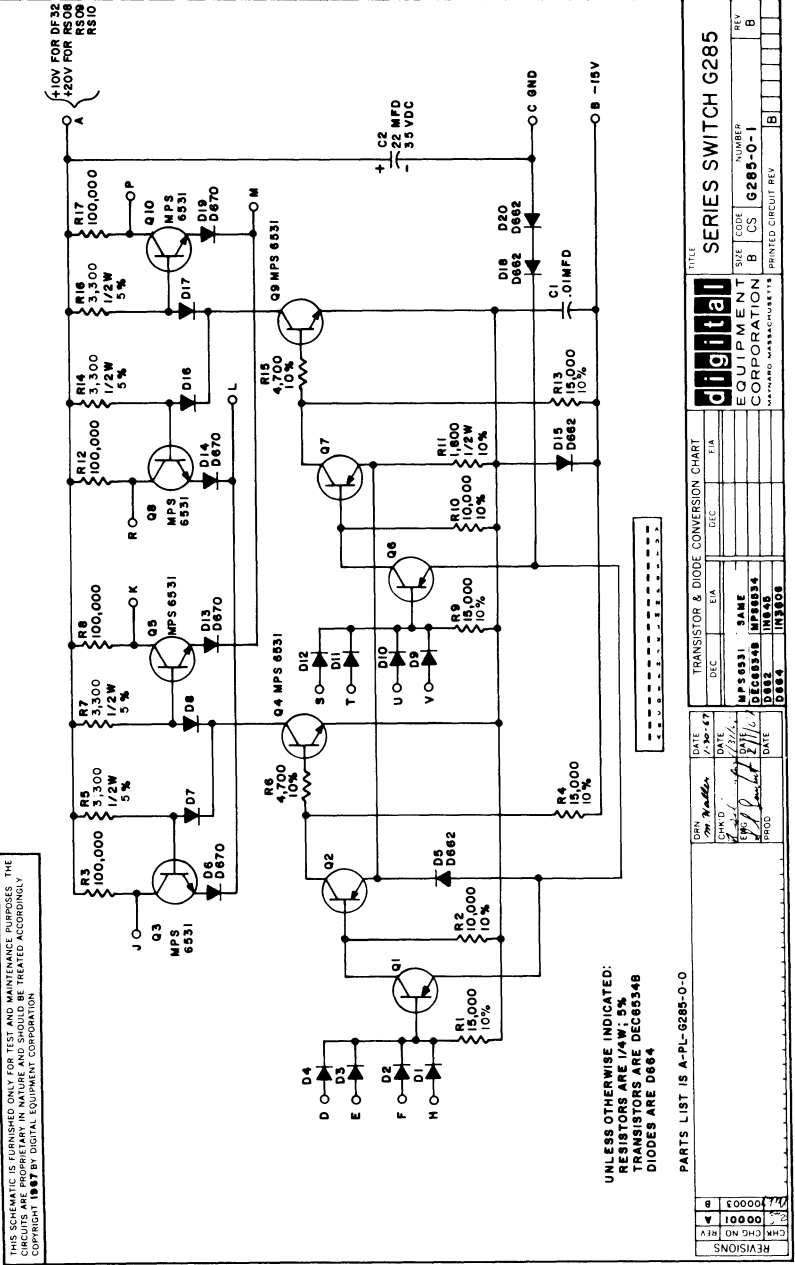 THIS SCHEMATIC IS FURNISHED ONLY FOR TEST AND MAINTENANCE PURPOSES THE
CIRCUITS ARE PROPRIETARY IN NATURE AND SHOULD BE TREATED ACCORDINGLY
COPYRIGHT 1967 BY DIGITAL EQUIPMENT CORPORATION
+10V FOR DF32
+20V FOR RS08
RS09
RS10
A
R3
100,000
R5
3,300
1/2W
5%
R7
3,300
1/2W
5%
R8
100,000
R12
100,000
R14
3,300
1/2W
5%
R16
3,300
1/2W
5%
R17
100,000
J
Q3
MPS
6531
D6
D670
D7
D8
K
Q5
MPS 6531
D13
D670
R
Q8
MPS
6531
D14
D670
L
D16
D17
P
Q10
MPS
6531
D19
D670
M
C2
22 MFD
35 VDC
+
-
R6
4,700
10%
Q4 MPS 6531
R15
4,700
10%
Q9 MPS 6531
D18
D662
D20
D662
C GND
Q2
D5
D662
R4
15,000
10%
Q7
R11
1,800
1/2W
10%
D15
D662
R13
15,000
10%
C1
.01MFD
B -15V
Q1
R2
10,000
10%
Q6
R10
10,000
10%
D4
D3
D2
D1
D
E
F
H
R1
15,000
10%
D12
D11
D10
D9
S
T
U
V
R9
15,000
10%
UNLESS OTHERWISE INDICATED:
RESISTORS ARE 1/4W; 5%
TRANSISTORS ARE DEC6534B
DIODES ARE D664
PARTS LIST IS A-PL-G285-0-0
REVISIONS
CHK CHG NO REV
00001 A
00003 B
DRN
M. Waller
DATE
1-30-67
CHK'D
DATE
ENG
DATE
PROD
DATE
TRANSISTOR & DIODE CONVERSION CHART
DEC EIA DEC EIA
MPS6531 SAME
DEC6534B MPS6534
D662 IN645
D664 IN3606
digital
EQUIPMENT
CORPORATION
MAYNARD MASSACHUSETTS
TITLE
SERIES SWITCH G285
SIZE CODE NUMBER REV
B CS G285-0-1 B
PRINTED CIRCUIT REV B